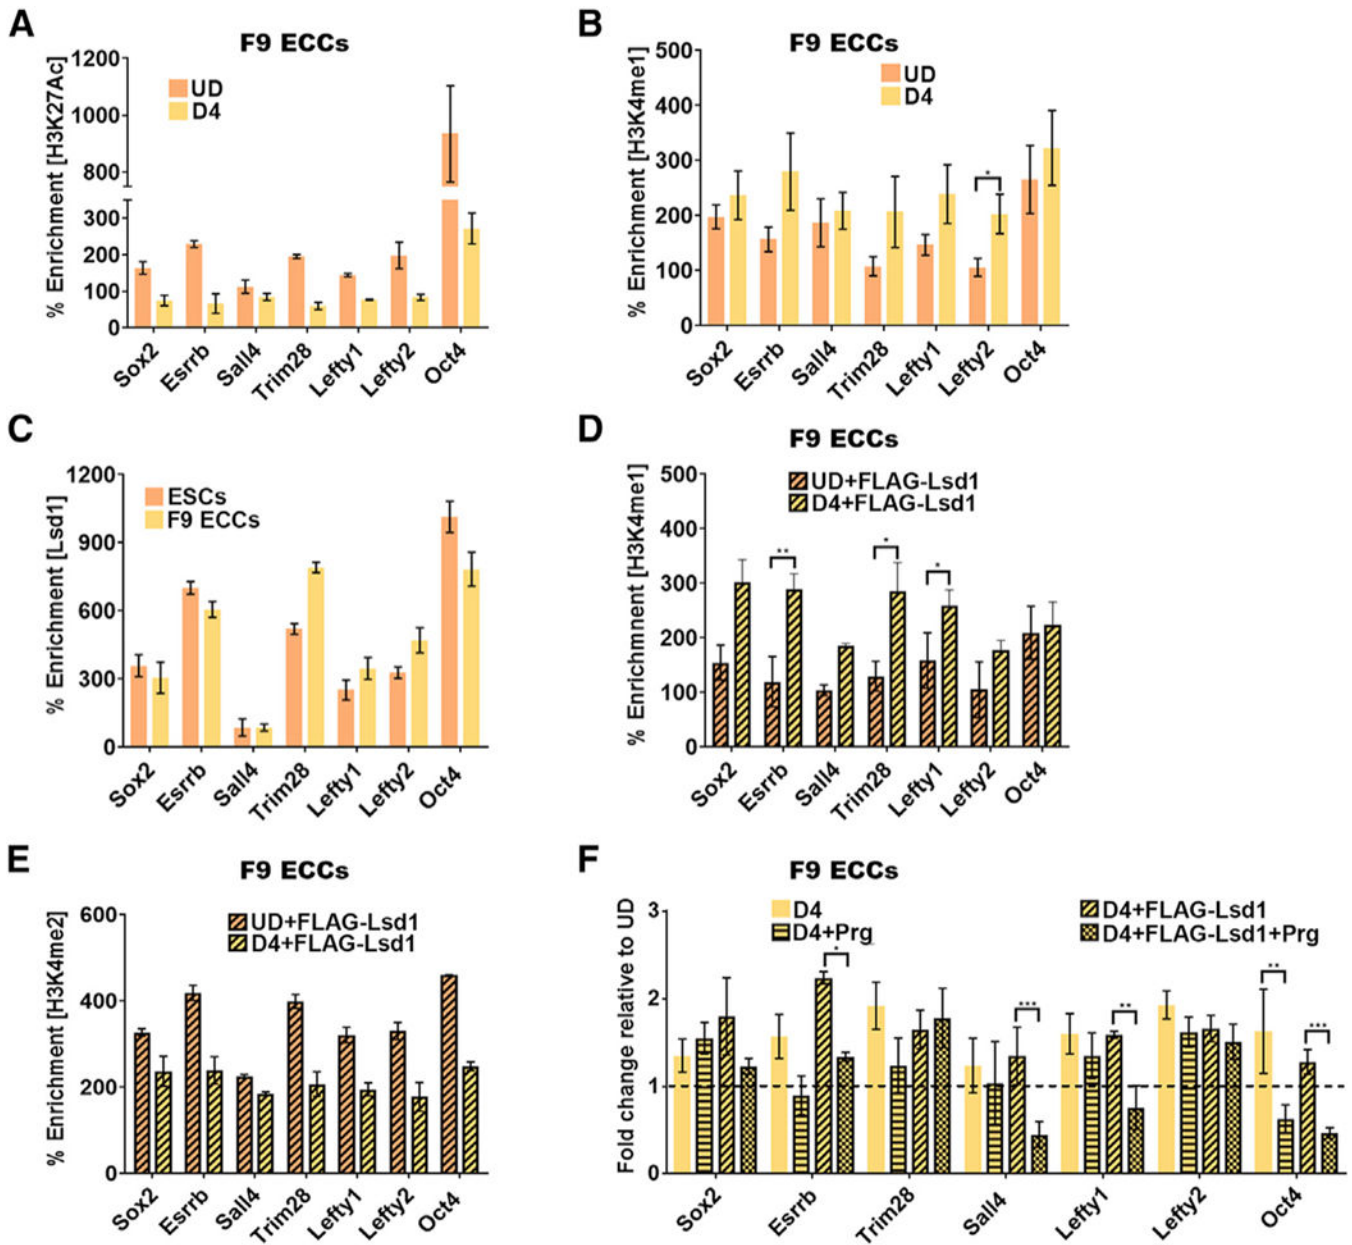 A
F9 ECCs
% Enrichment [H3K27Ac]
1200
1000
800
300
200
100
0
UD
D4
Sox2
Esrrb
Sall4
Trim28
Lefty1
Lefty2
Oct4
B
F9 ECCs
% Enrichment [H3K4me1]
500
400
300
200
100
0
UD
D4
*
Sox2
Esrrb
Sall4
Trim28
Lefty1
Lefty2
Oct4
C
% Enrichment [Lsd1]
1200
900
600
300
0
ESCs
F9 ECCs
Sox2
Esrrb
Sall4
Trim28
Lefty1
Lefty2
Oct4
D
F9 ECCs
% Enrichmnent [H3K4me1]
500
400
300
200
100
0
UD+FLAG-Lsd1
D4+FLAG-Lsd1
**
*
*
Sox2
Esrrb
Sall4
Trim28
Lefty1
Lefty2
Oct4
E
F9 ECCs
% Enrichment [H3K4me2]
600
400
200
0
UD+FLAG-Lsd1
D4+FLAG-Lsd1
Sox2
Esrrb
Sall4
Trim28
Lefty1
Lefty2
Oct4
F
F9 ECCs
Fold change relative to UD
3
2
1
0
D4
D4+Prg
D4+FLAG-Lsd1
D4+FLAG-Lsd1+Prg
*
***
**
**
***
Sox2
Esrrb
Trim28
Sall4
Lefty1
Lefty2
Oct4